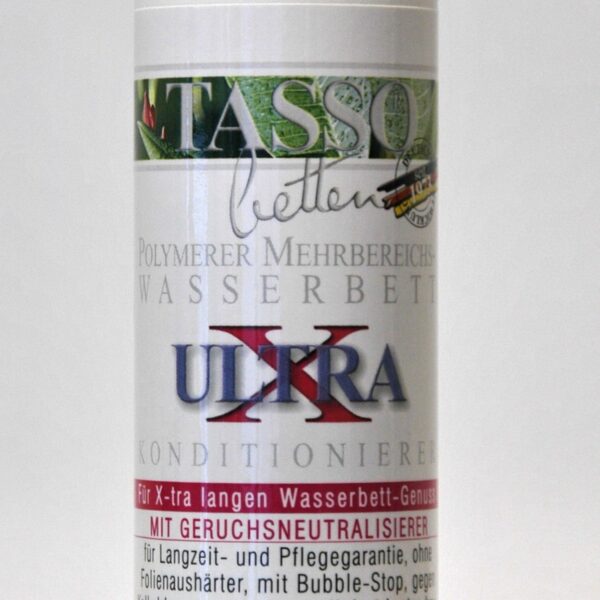 TASSO
betten
POLYMERER MEHRBEREICHS-
WASSERBETT
ULTRA X
KONDITIONIERER
Für X-tra langen Wasserbett-Genuss
MIT GERUCHSNEUTRALISIERER
für Langzeit- und Pflegegarantie, ohne
Folienaushärter, mit Bubble-Stop, gegen